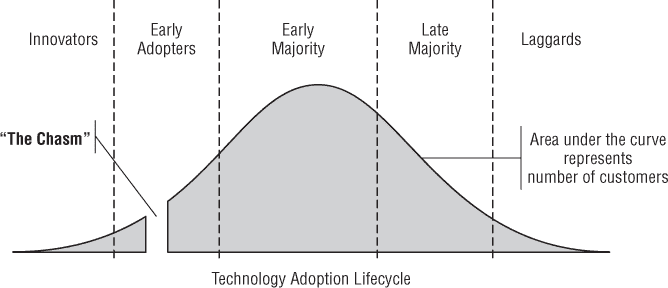 Innovators
Early
Adopters
Early
Majority
Late
Majority
Laggards
“The Chasm”
Area under the curve
represents
number of customers
Technology Adoption Lifecycle